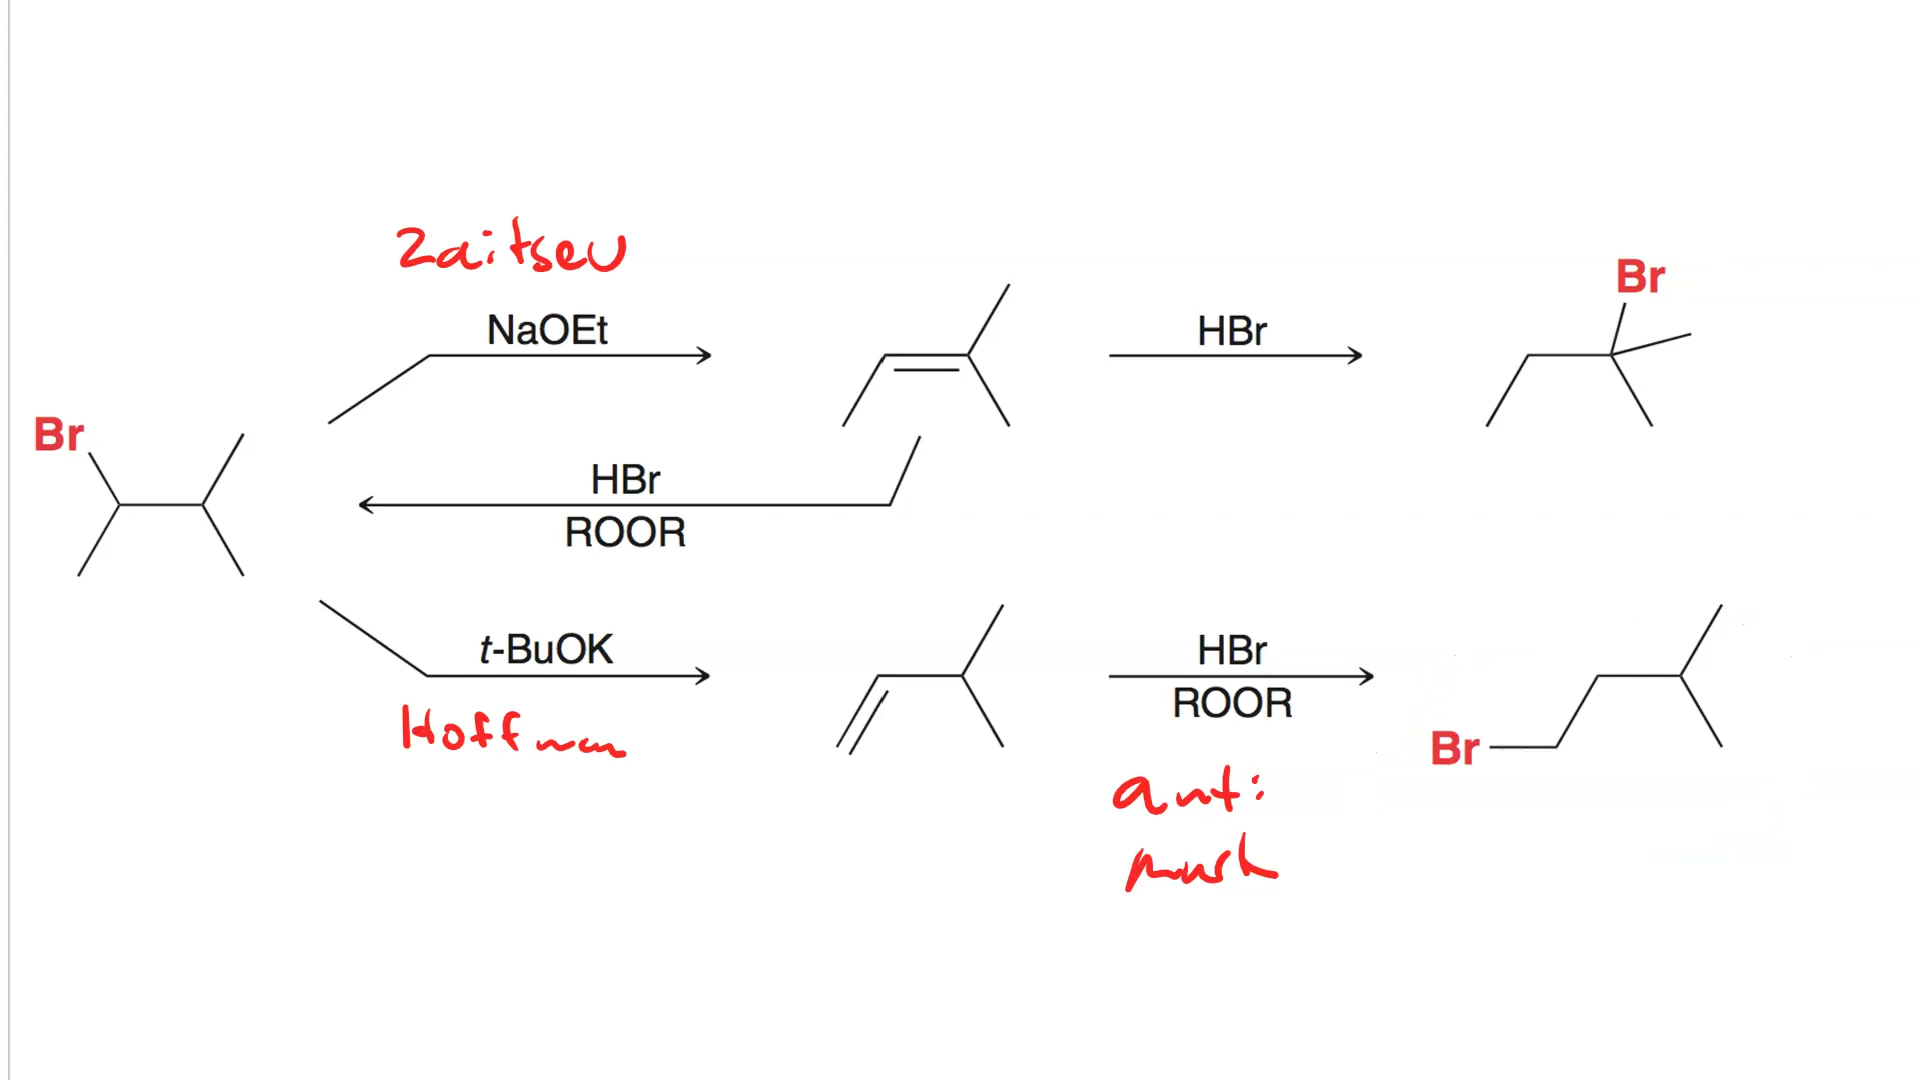 Zaitsev
NaOEt
HBr
Br
Br
HBr
ROOR
t-BuOK
Hoffman
HBr
ROOR
Br
anti
mark